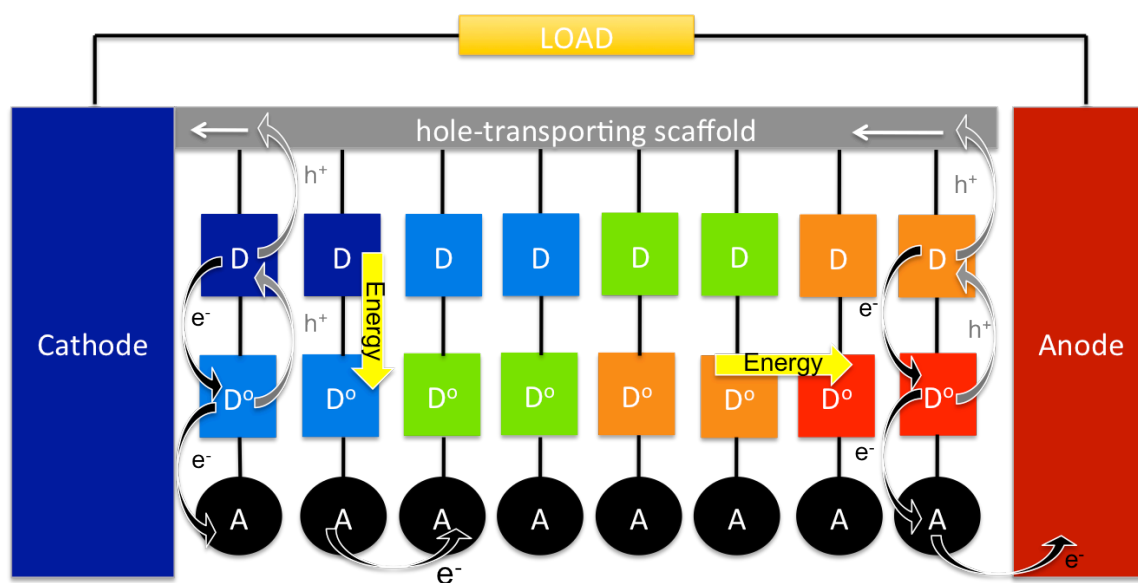 LOAD
hole-transporting scaffold
h⁺ h⁺
D D D D D D D D
e⁻ h⁺ Energy e⁻ h⁺
Cathode Energy Anode
Dº Dº Dº Dº Dº Dº Dº Dº
e⁻ e⁻
A A A A A A A A
e⁻ e⁻